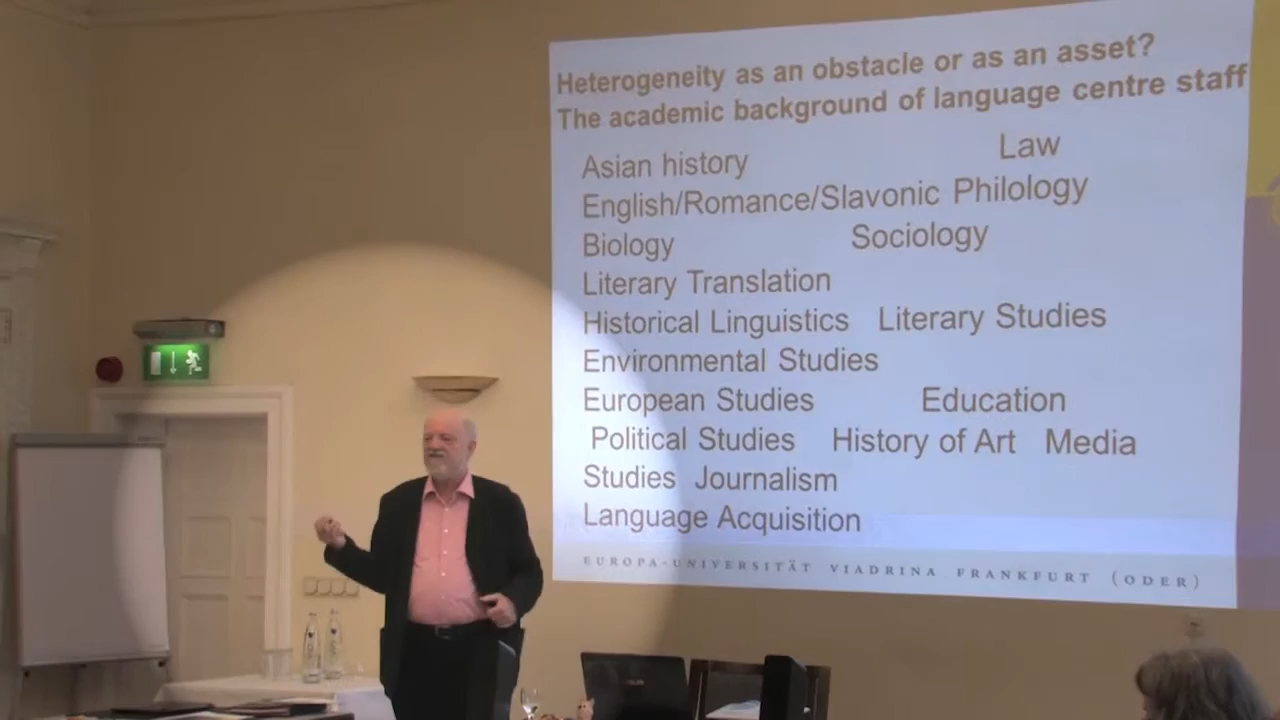 Heterogeneity as an obstacle or as an asset?
The academic background of language centre staff
Asian history Law
English/Romance/Slavonic Philology
Biology Sociology
Literary Translation
Historical Linguistics Literary Studies
Environmental Studies
European Studies Education
Political Studies History of Art Media
Studies Journalism
Language Acquisition
EUROPA-UNIVERSITÄT VIADRINA FRANKFURT (ODER)